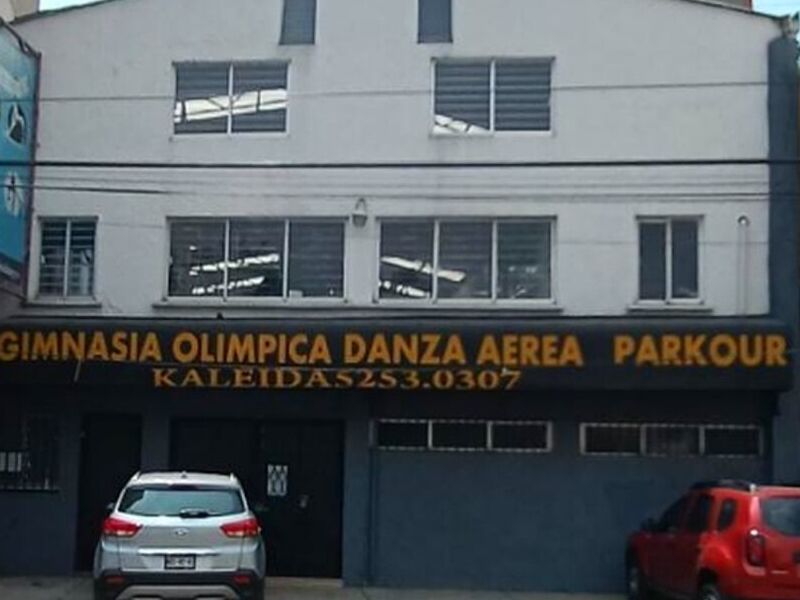 GIMNASIA OLIMPICA DANZA AEREA PARKOUR
KALEIDA5253.0307